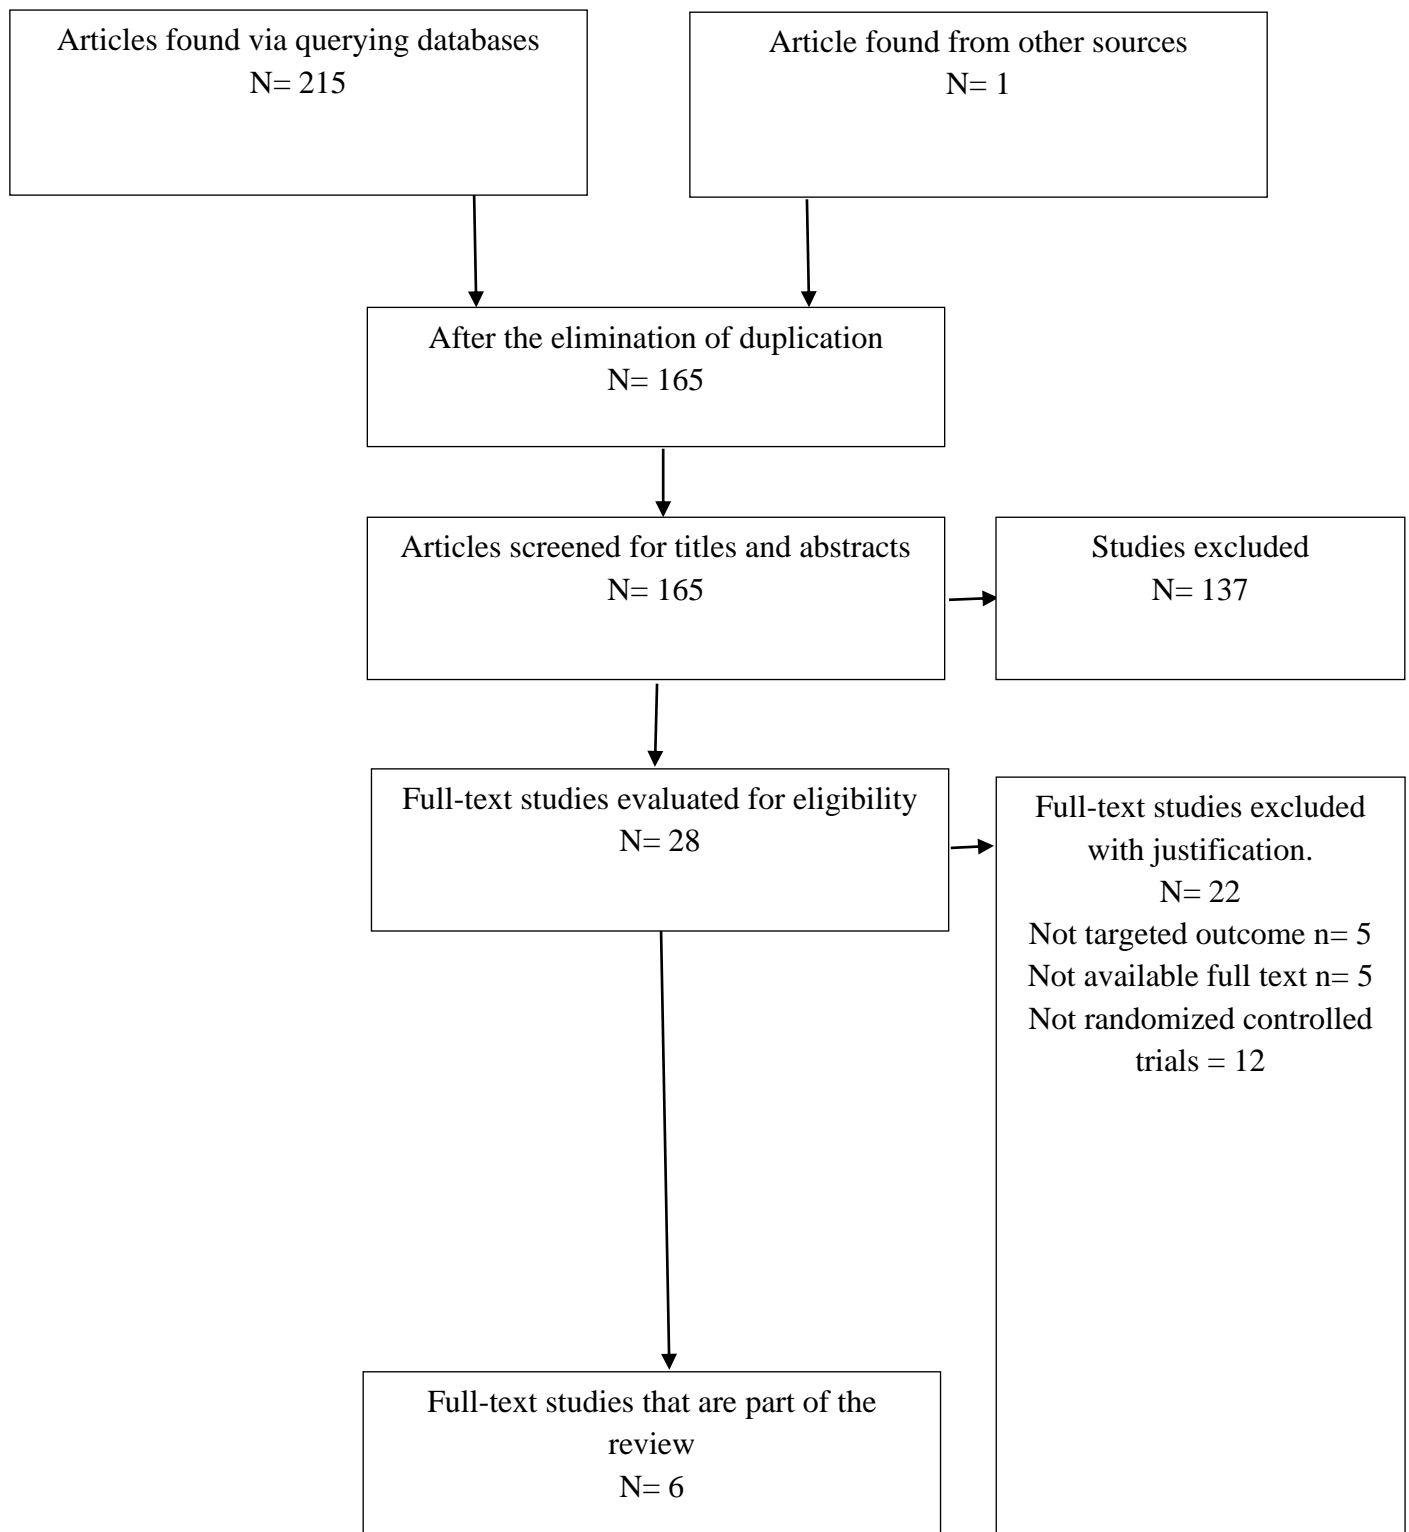 Articles found via querying databases
N= 215
Article found from other sources
N= 1
After the elimination of duplication
N= 165
Articles screened for titles and abstracts
N= 165
Studies excluded
N= 137
Full-text studies evaluated for eligibility
N= 28
Full-text studies excluded
with justification.
N= 22
Not targeted outcome n= 5
Not available full text n= 5
Not randomized controlled
trials = 12
Full-text studies that are part of the
review
N= 6